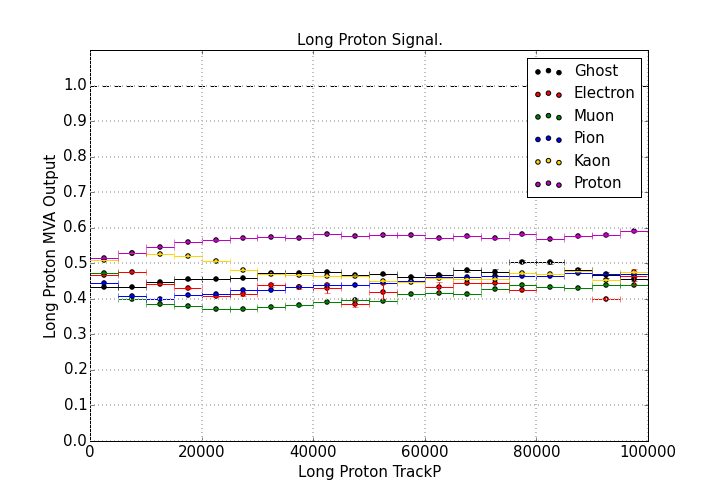 Long Proton Signal.
Ghost
Electron
Muon
Pion
Kaon
Proton
Long Proton MVA Output
1.0
0.9
0.8
0.7
0.6
0.5
0.4
0.3
0.2
0.1
0.0
0 20000 40000 60000 80000 100000
Long Proton TrackP